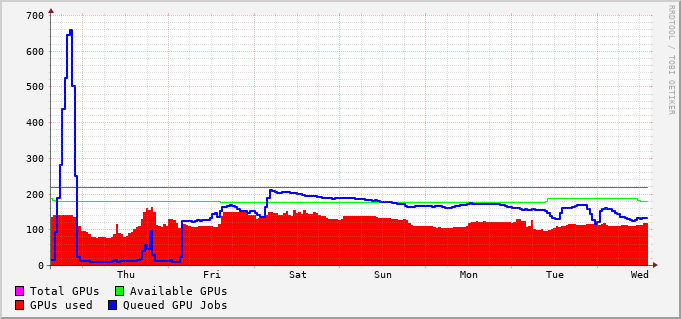 700
600
500
400
300
200
100
0
Thu Fri Sat Sun Mon Tue Wed
Total GPUs Available GPUs
GPUs used Queued GPU Jobs
RRDTOOL / TOBI OETIKER